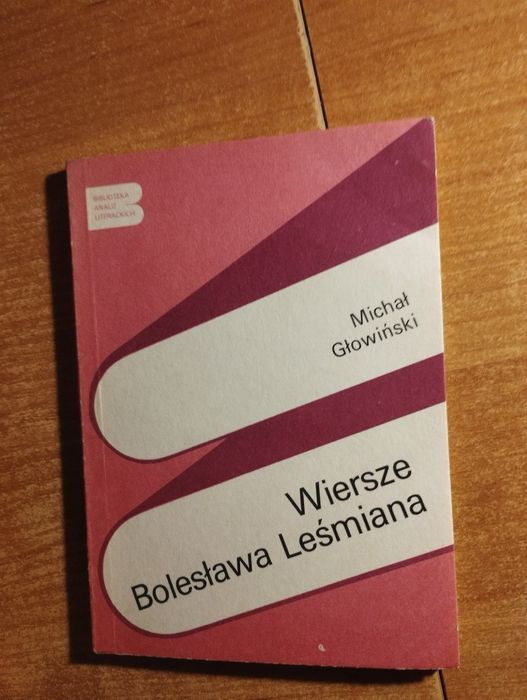 BIBLIOTEKA
ANALIZ
LITERACKICH
Michał
Głowiński
Wiersze
Bolesława Leśmiana